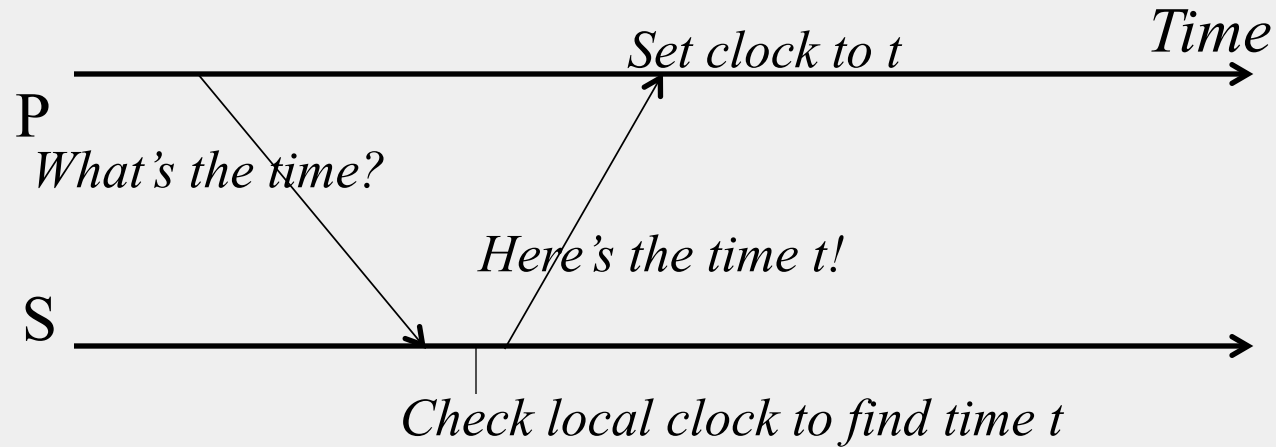 Time
Set clock to t
P
What’s the time?
Here’s the time t!
S
Check local clock to find time t